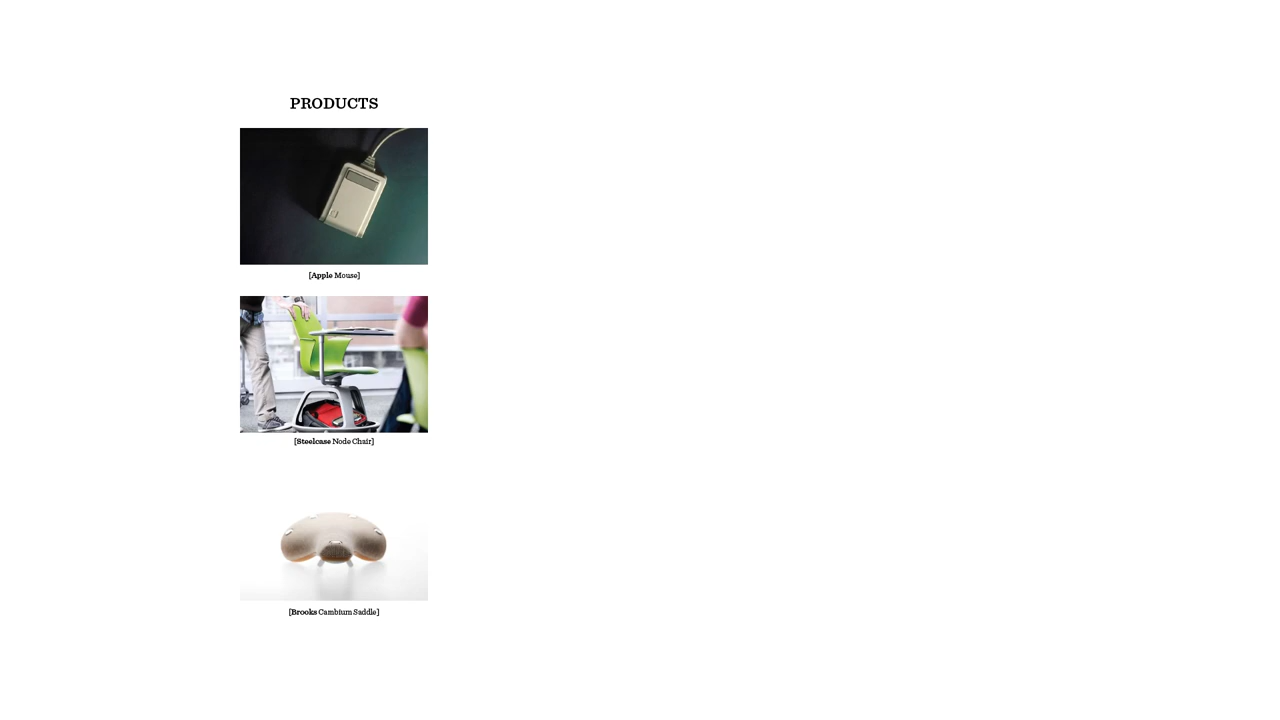 PRODUCTS
[Apple Mouse]
[Steelcase Node Chair]
[Brooks Cambium Saddle]